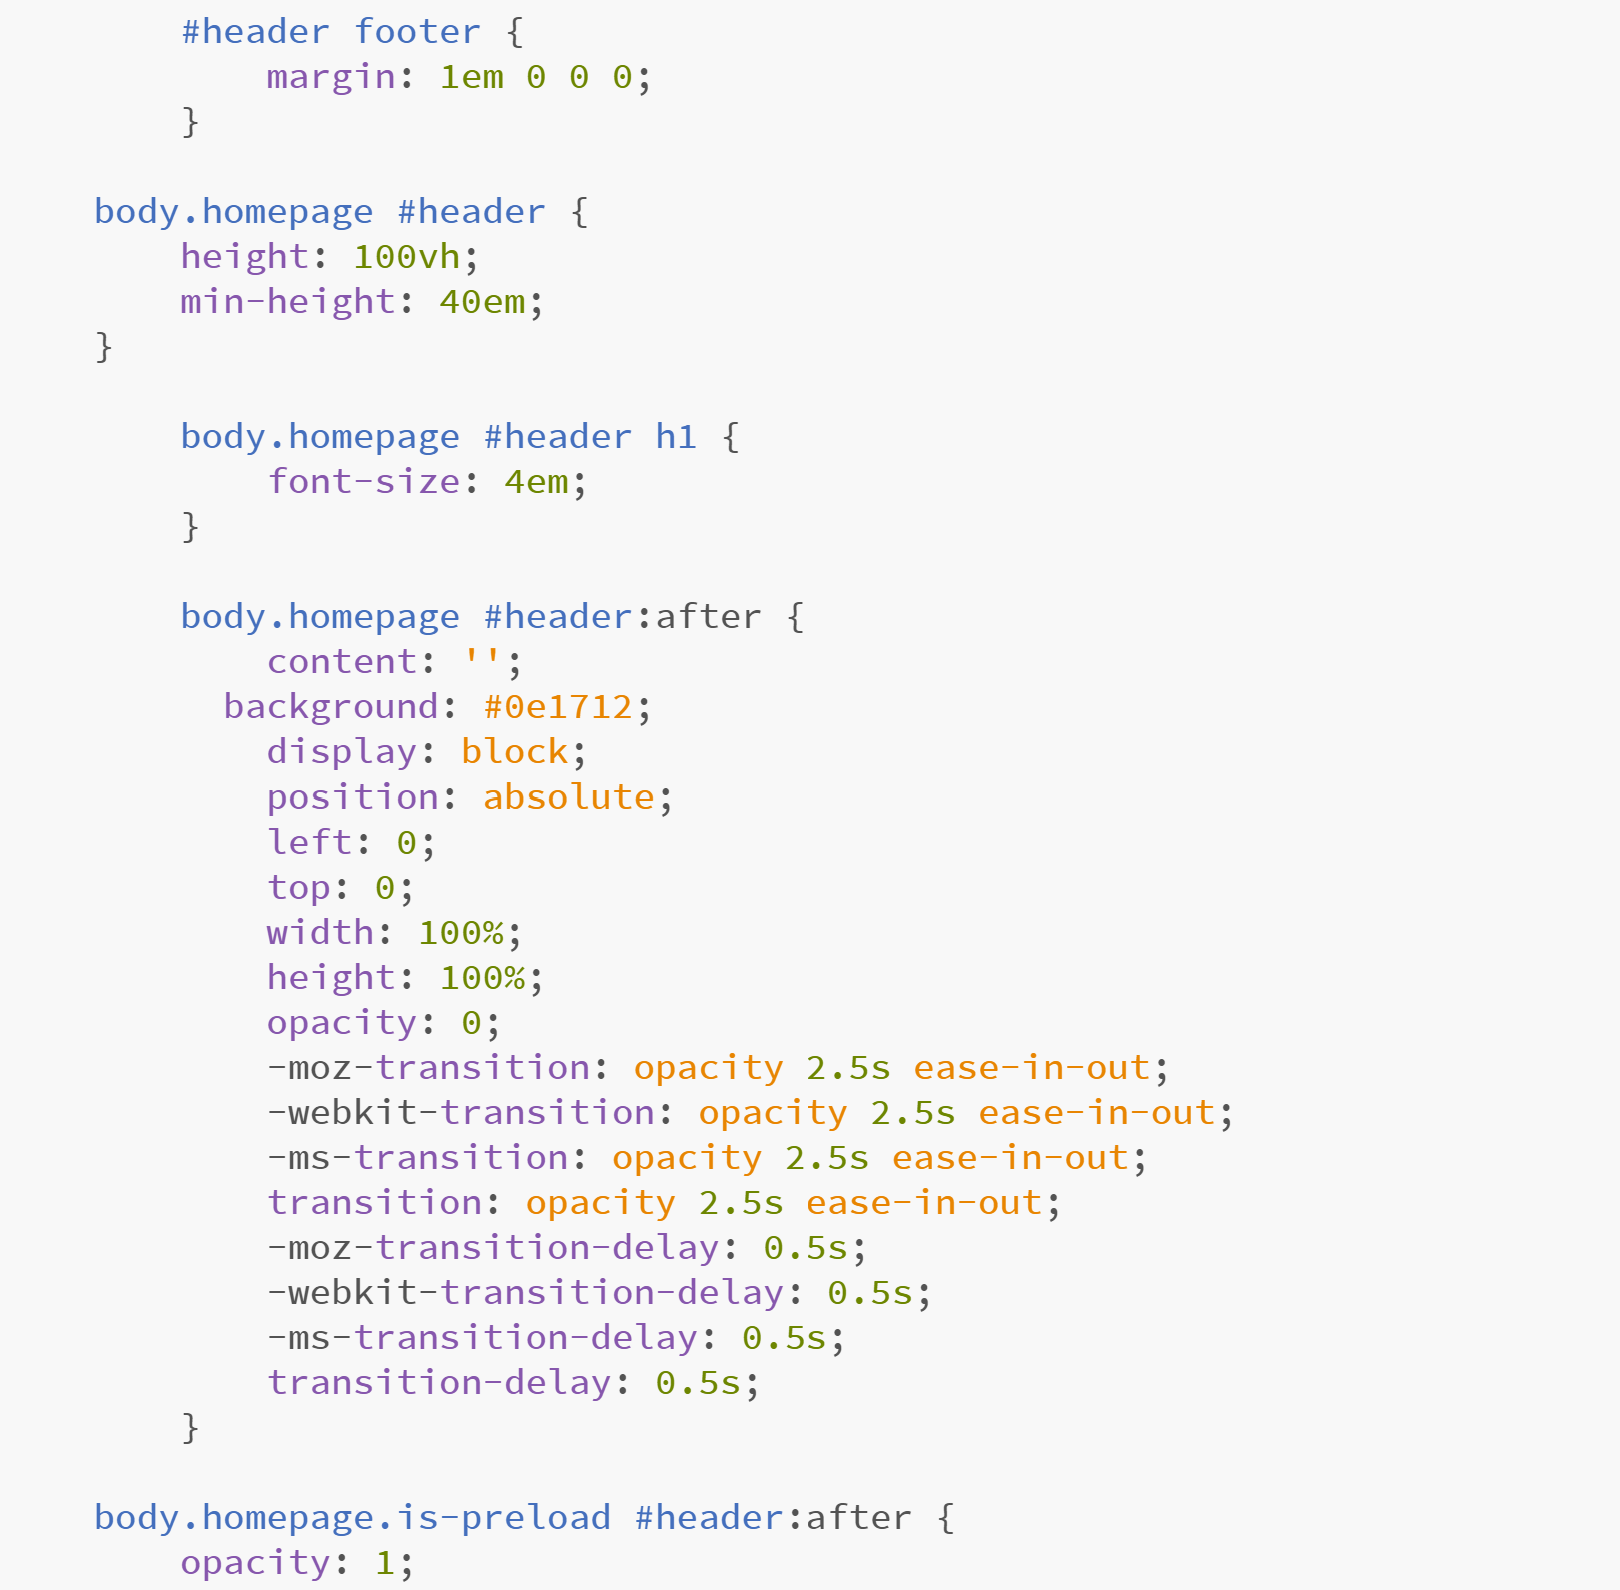 #header footer {
margin: 1em 0 0 0;
}
body.homepage #header {
height: 100vh;
min-height: 40em;
}
body.homepage #header h1 {
font-size: 4em;
}
body.homepage #header:after {
content: '';
background: #0e1712;
display: block;
position: absolute;
left: 0;
top: 0;
width: 100%;
height: 100%;
opacity: 0;
-moz-transition: opacity 2.5s ease-in-out;
-webkit-transition: opacity 2.5s ease-in-out;
-ms-transition: opacity 2.5s ease-in-out;
transition: opacity 2.5s ease-in-out;
-moz-transition-delay: 0.5s;
-webkit-transition-delay: 0.5s;
-ms-transition-delay: 0.5s;
transition-delay: 0.5s;
}
body.homepage.is-preload #header:after {
opacity: 1;